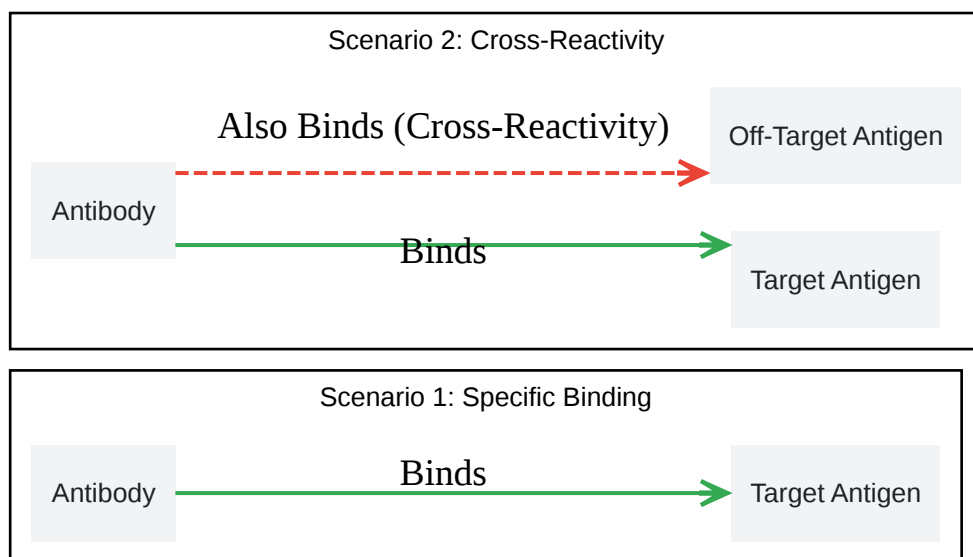 Scenario 2: Cross-Reactivity
Also Binds (Cross-Reactivity)
Off-Target Antigen
Antibody
Binds
Target Antigen
Scenario 1: Specific Binding
Antibody
Binds
Target Antigen